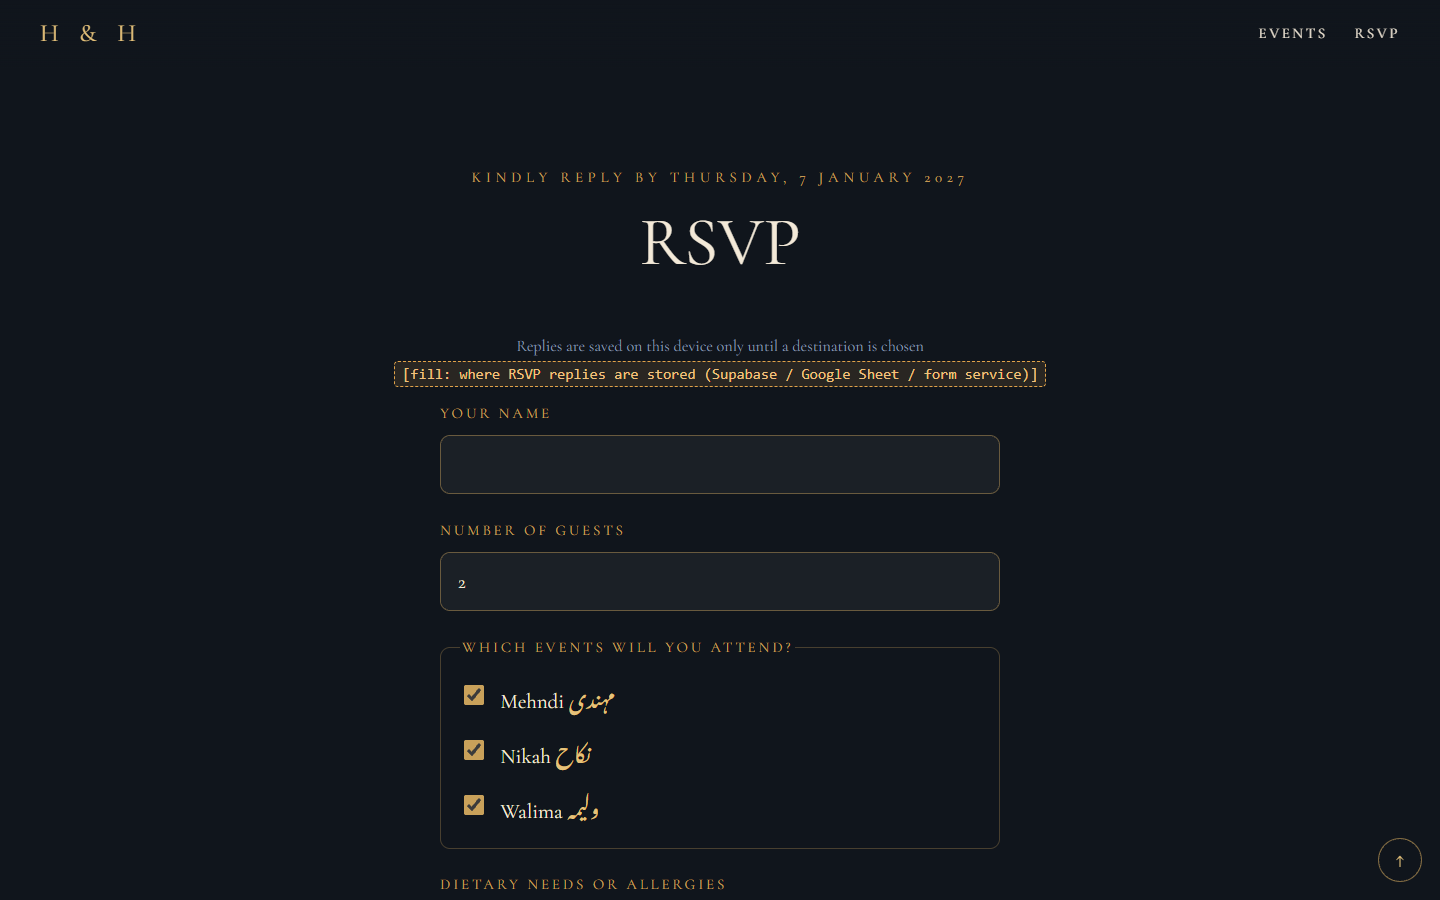 H & H
EVENTS RSVP
KINDLY REPLY BY THURSDAY, 7 JANUARY 2027
RSVP
Replies are saved on this device only until a destination is chosen
[fill: where RSVP replies are stored (Supabase / Google Sheet / form service)]
YOUR NAME
NUMBER OF GUESTS
2
WHICH EVENTS WILL YOU ATTEND?
Mehndi مہندی
Nikah نکاح
Walima ولیمہ
↑
DIETARY NEEDS OR ALLERGIES